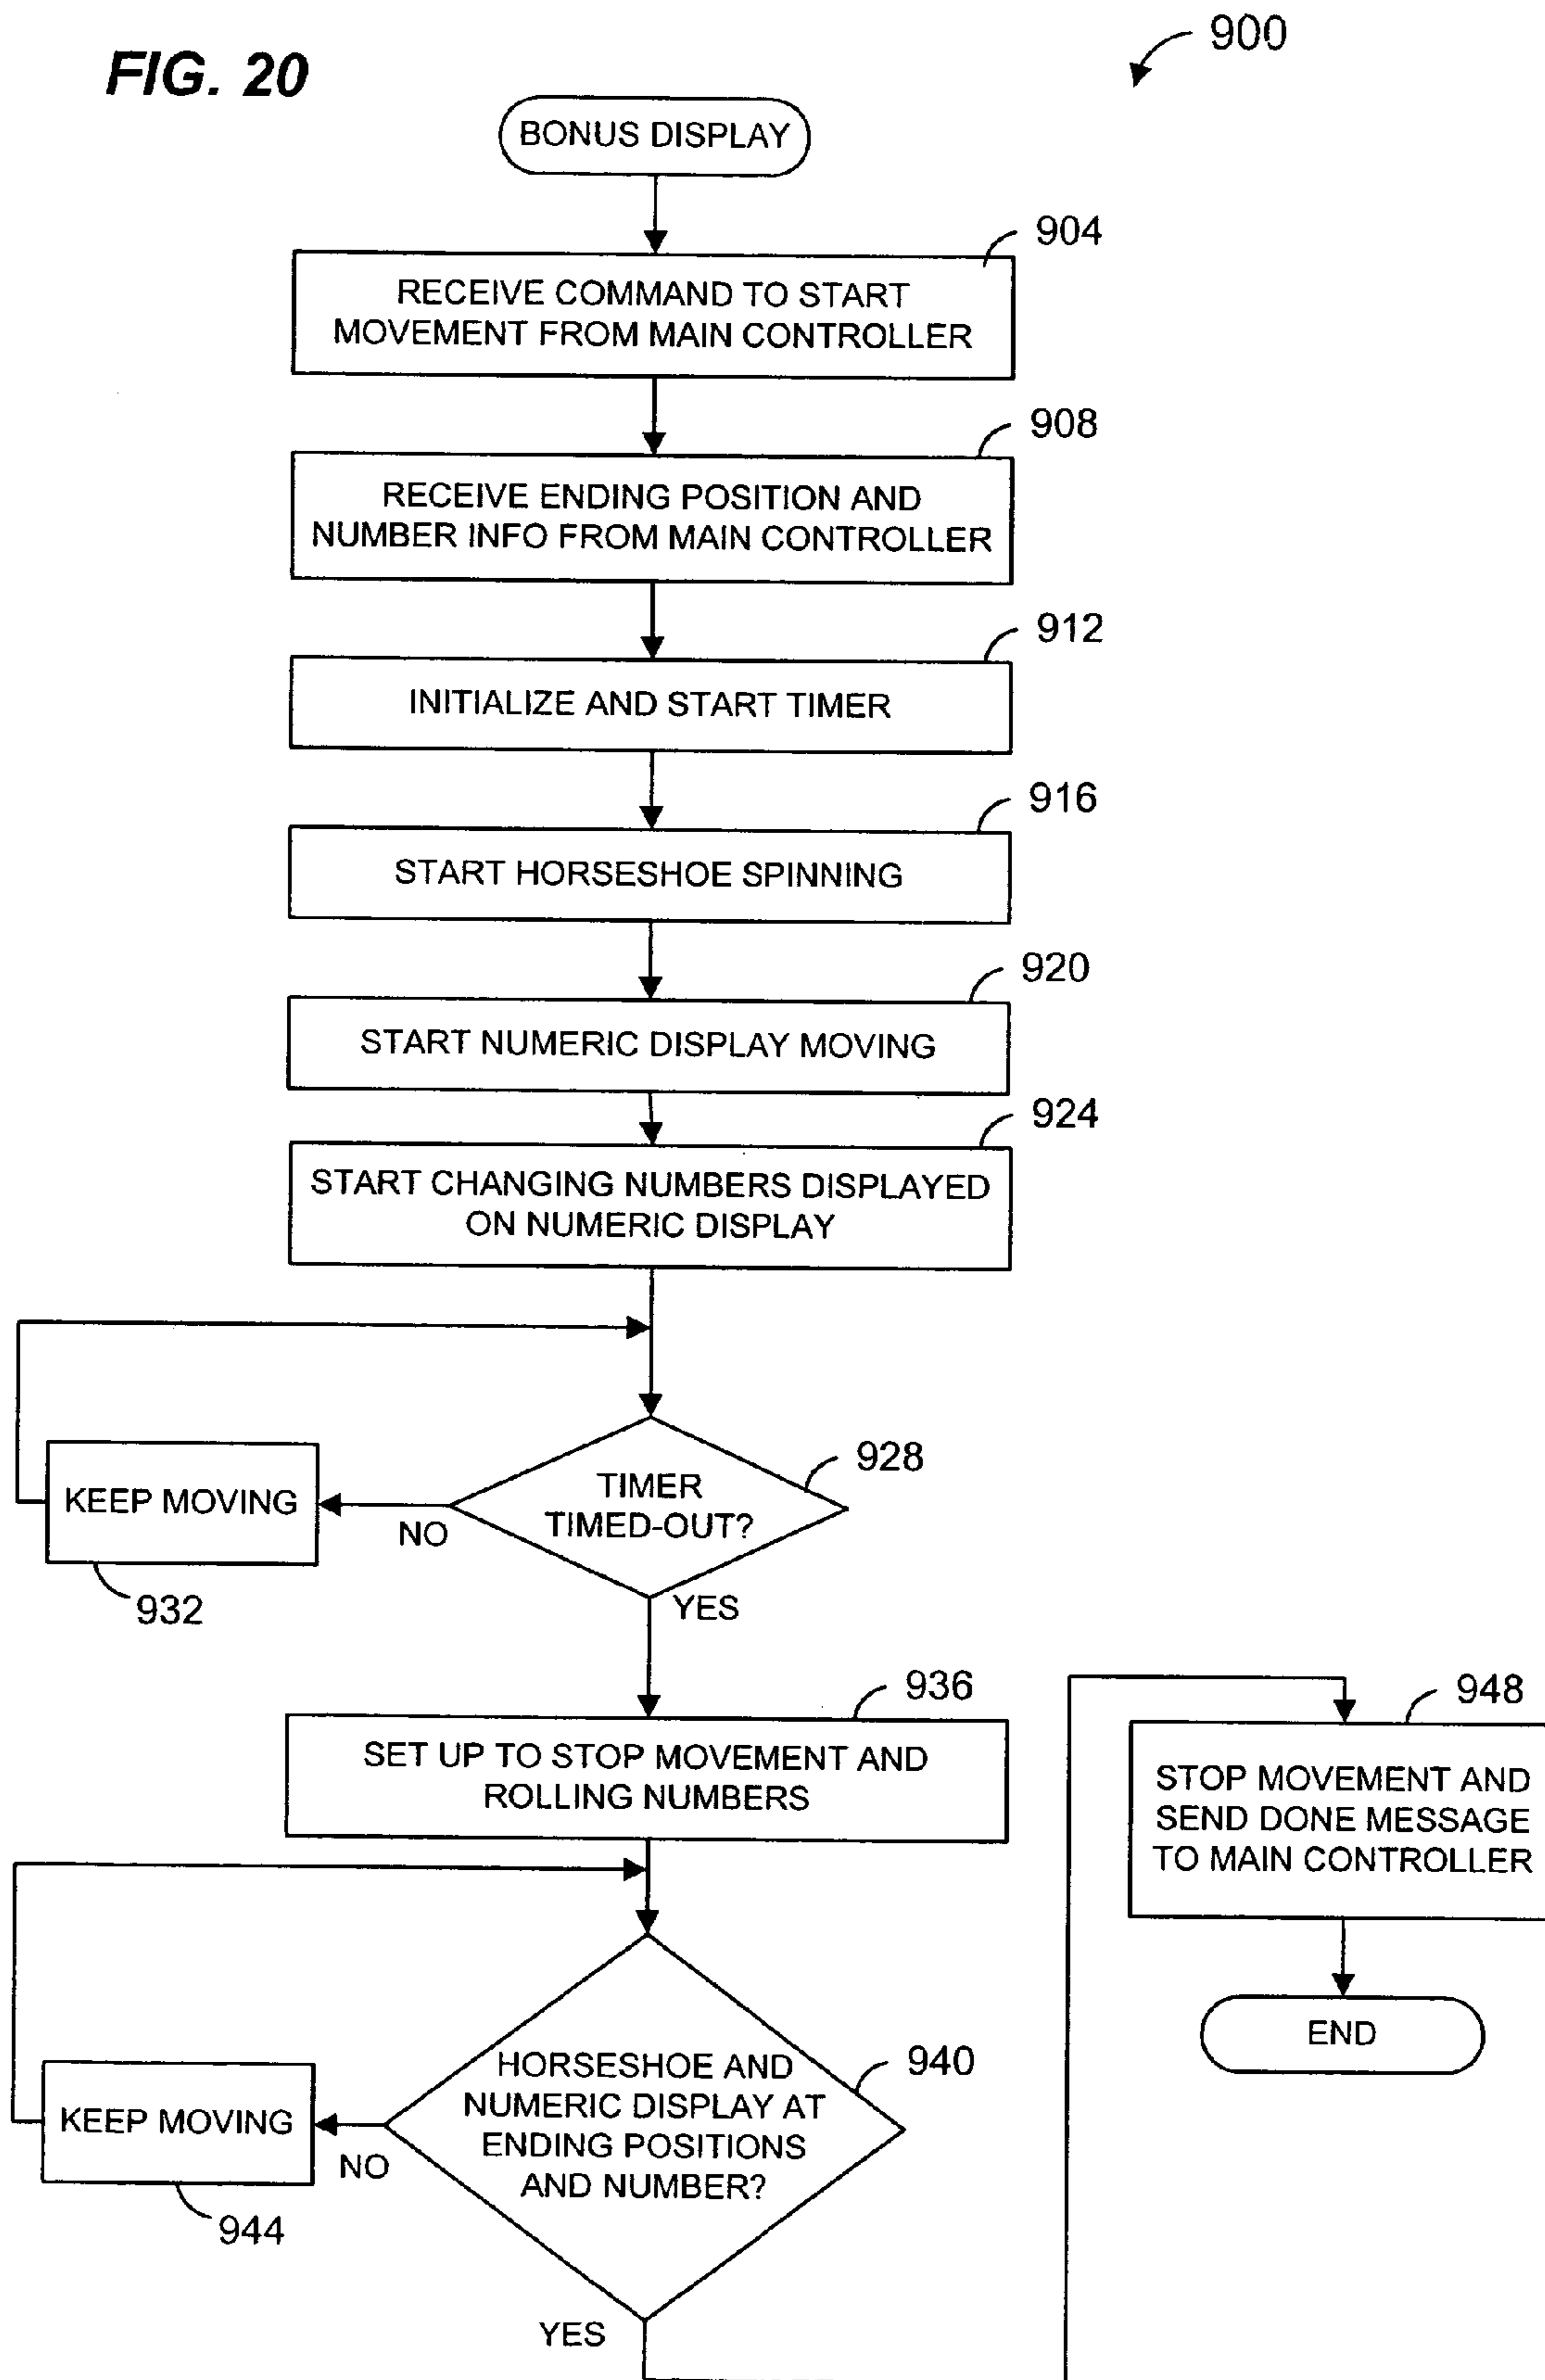 FIG. 20
900
BONUS DISPLAY
904
RECEIVE COMMAND TO START
MOVEMENT FROM MAIN CONTROLLER
908
RECEIVE ENDING POSITION AND
NUMBER INFO FROM MAIN CONTROLLER
912
INITIALIZE AND START TIMER
916
START HORSESHOE SPINNING
920
START NUMERIC DISPLAY MOVING
924
START CHANGING NUMBERS DISPLAYED
ON NUMERIC DISPLAY
928
TIMER
TIMED-OUT?
NO
KEEP MOVING
932
YES
936
SET UP TO STOP MOVEMENT AND
ROLLING NUMBERS
940
HORSESHOE AND
NUMERIC DISPLAY AT
ENDING POSITIONS
AND NUMBER?
NO
KEEP MOVING
944
YES
948
STOP MOVEMENT AND
SEND DONE MESSAGE
TO MAIN CONTROLLER
END